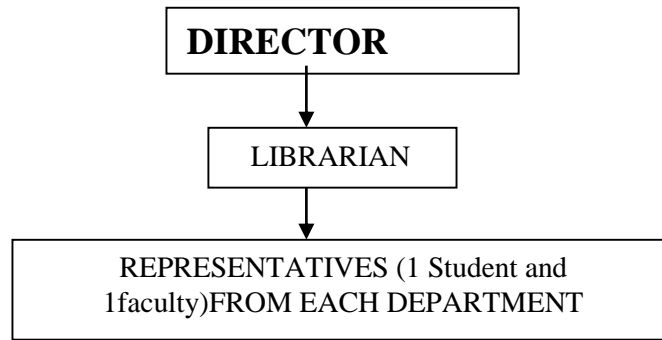 DIRECTOR
LIBRARIAN
REPRESENTATIVES (1 Student and
1faculty)FROM EACH DEPARTMENT